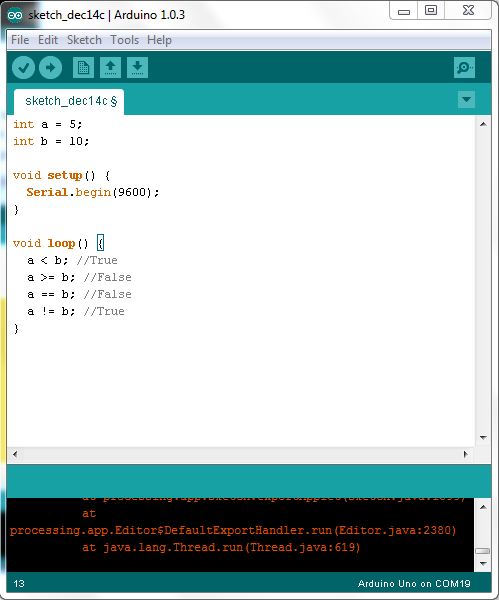 sketch_dec14c | Arduino 1.0.3
File Edit Sketch Tools Help
sketch_dec14c §
int a = 5;
int b = 10;
void setup() {
Serial.begin(9600);
}
void loop() {
a < b; //True
a >= b; //False
a == b; //False
a != b; //True
}
at
processing.app.Editor$DefaultExportHandler.run(Editor.java:2380)
at java.lang.Thread.run(Thread.java:619)
13
Arduino Uno on COM19